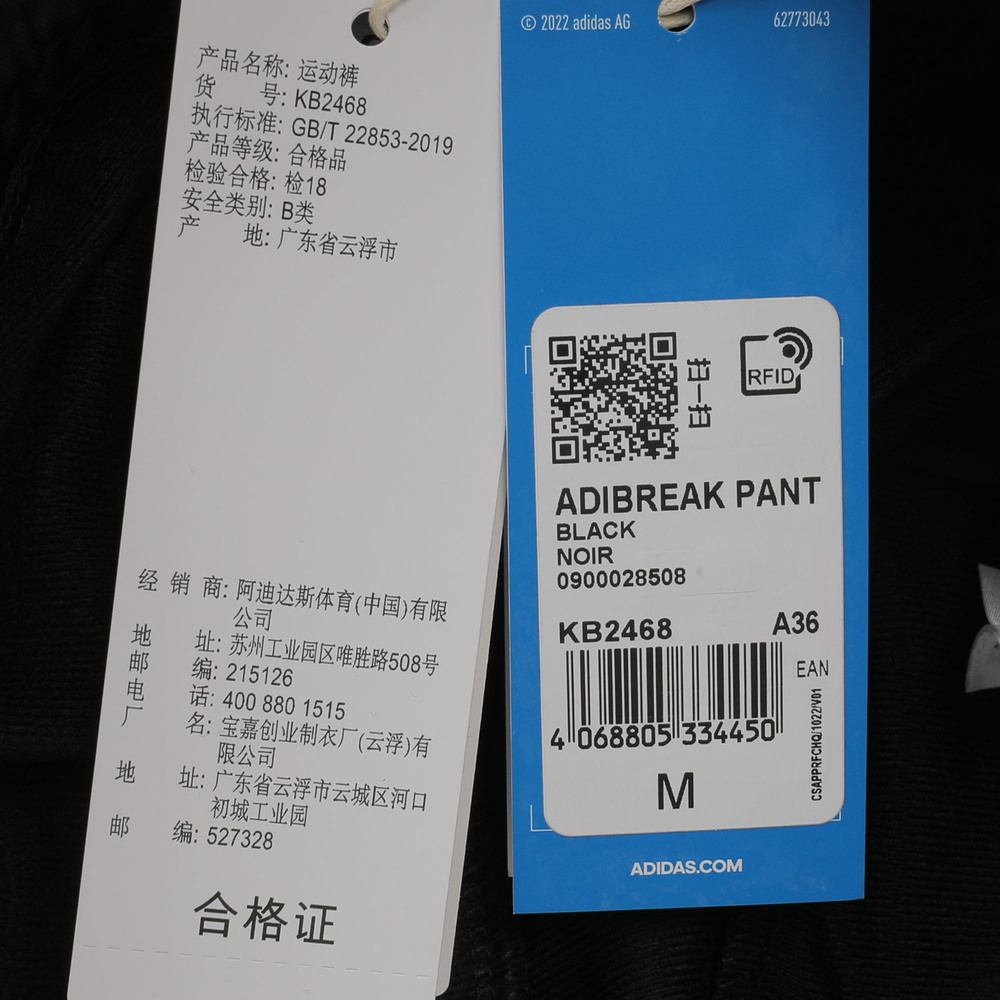 产品名称: 运动裤
货 号: KB2468
执行标准: GB/T 22853-2019
产品等级: 合格品
检验合格: 检18
安全类别: B类
产 地: 广东省云浮市
经 销 商: 阿迪达斯体育(中国)有限
公司
地 址: 苏州工业园区唯胜路508号
邮 编: 215126
电 话: 400 880 1515
厂 名: 宝嘉创业制衣厂(云浮)有
限公司
地 址: 广东省云浮市云城区河口
初城工业园
邮 编: 527328
合格证
© 2022 adidas AG
62773043
扫一扫
RFID
ADIBREAK PANT
BLACK
NOIR
0900028508
KB2468 A36
EAN
4 068805 334450
CSAPPRFCHQ/1022/V01
M
ADIDAS.COM